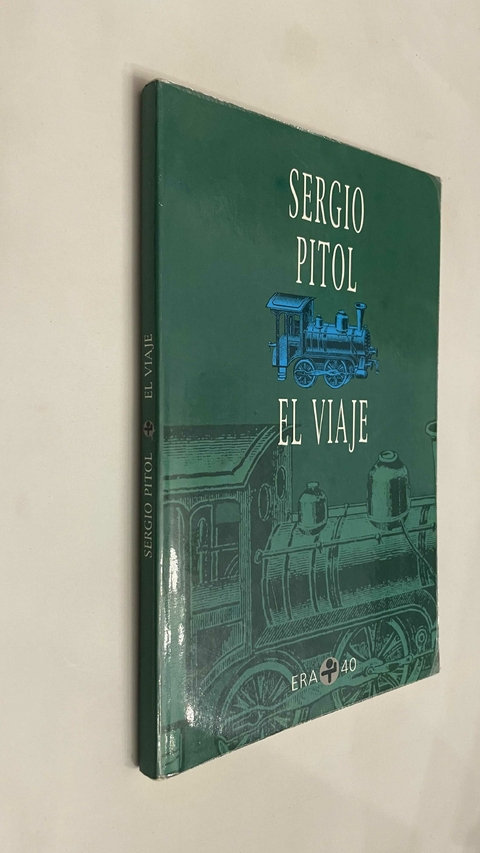 SERGIO
PITOL
EL VIAJE
ERA 40
SERGIO PITOL EL VIAJE